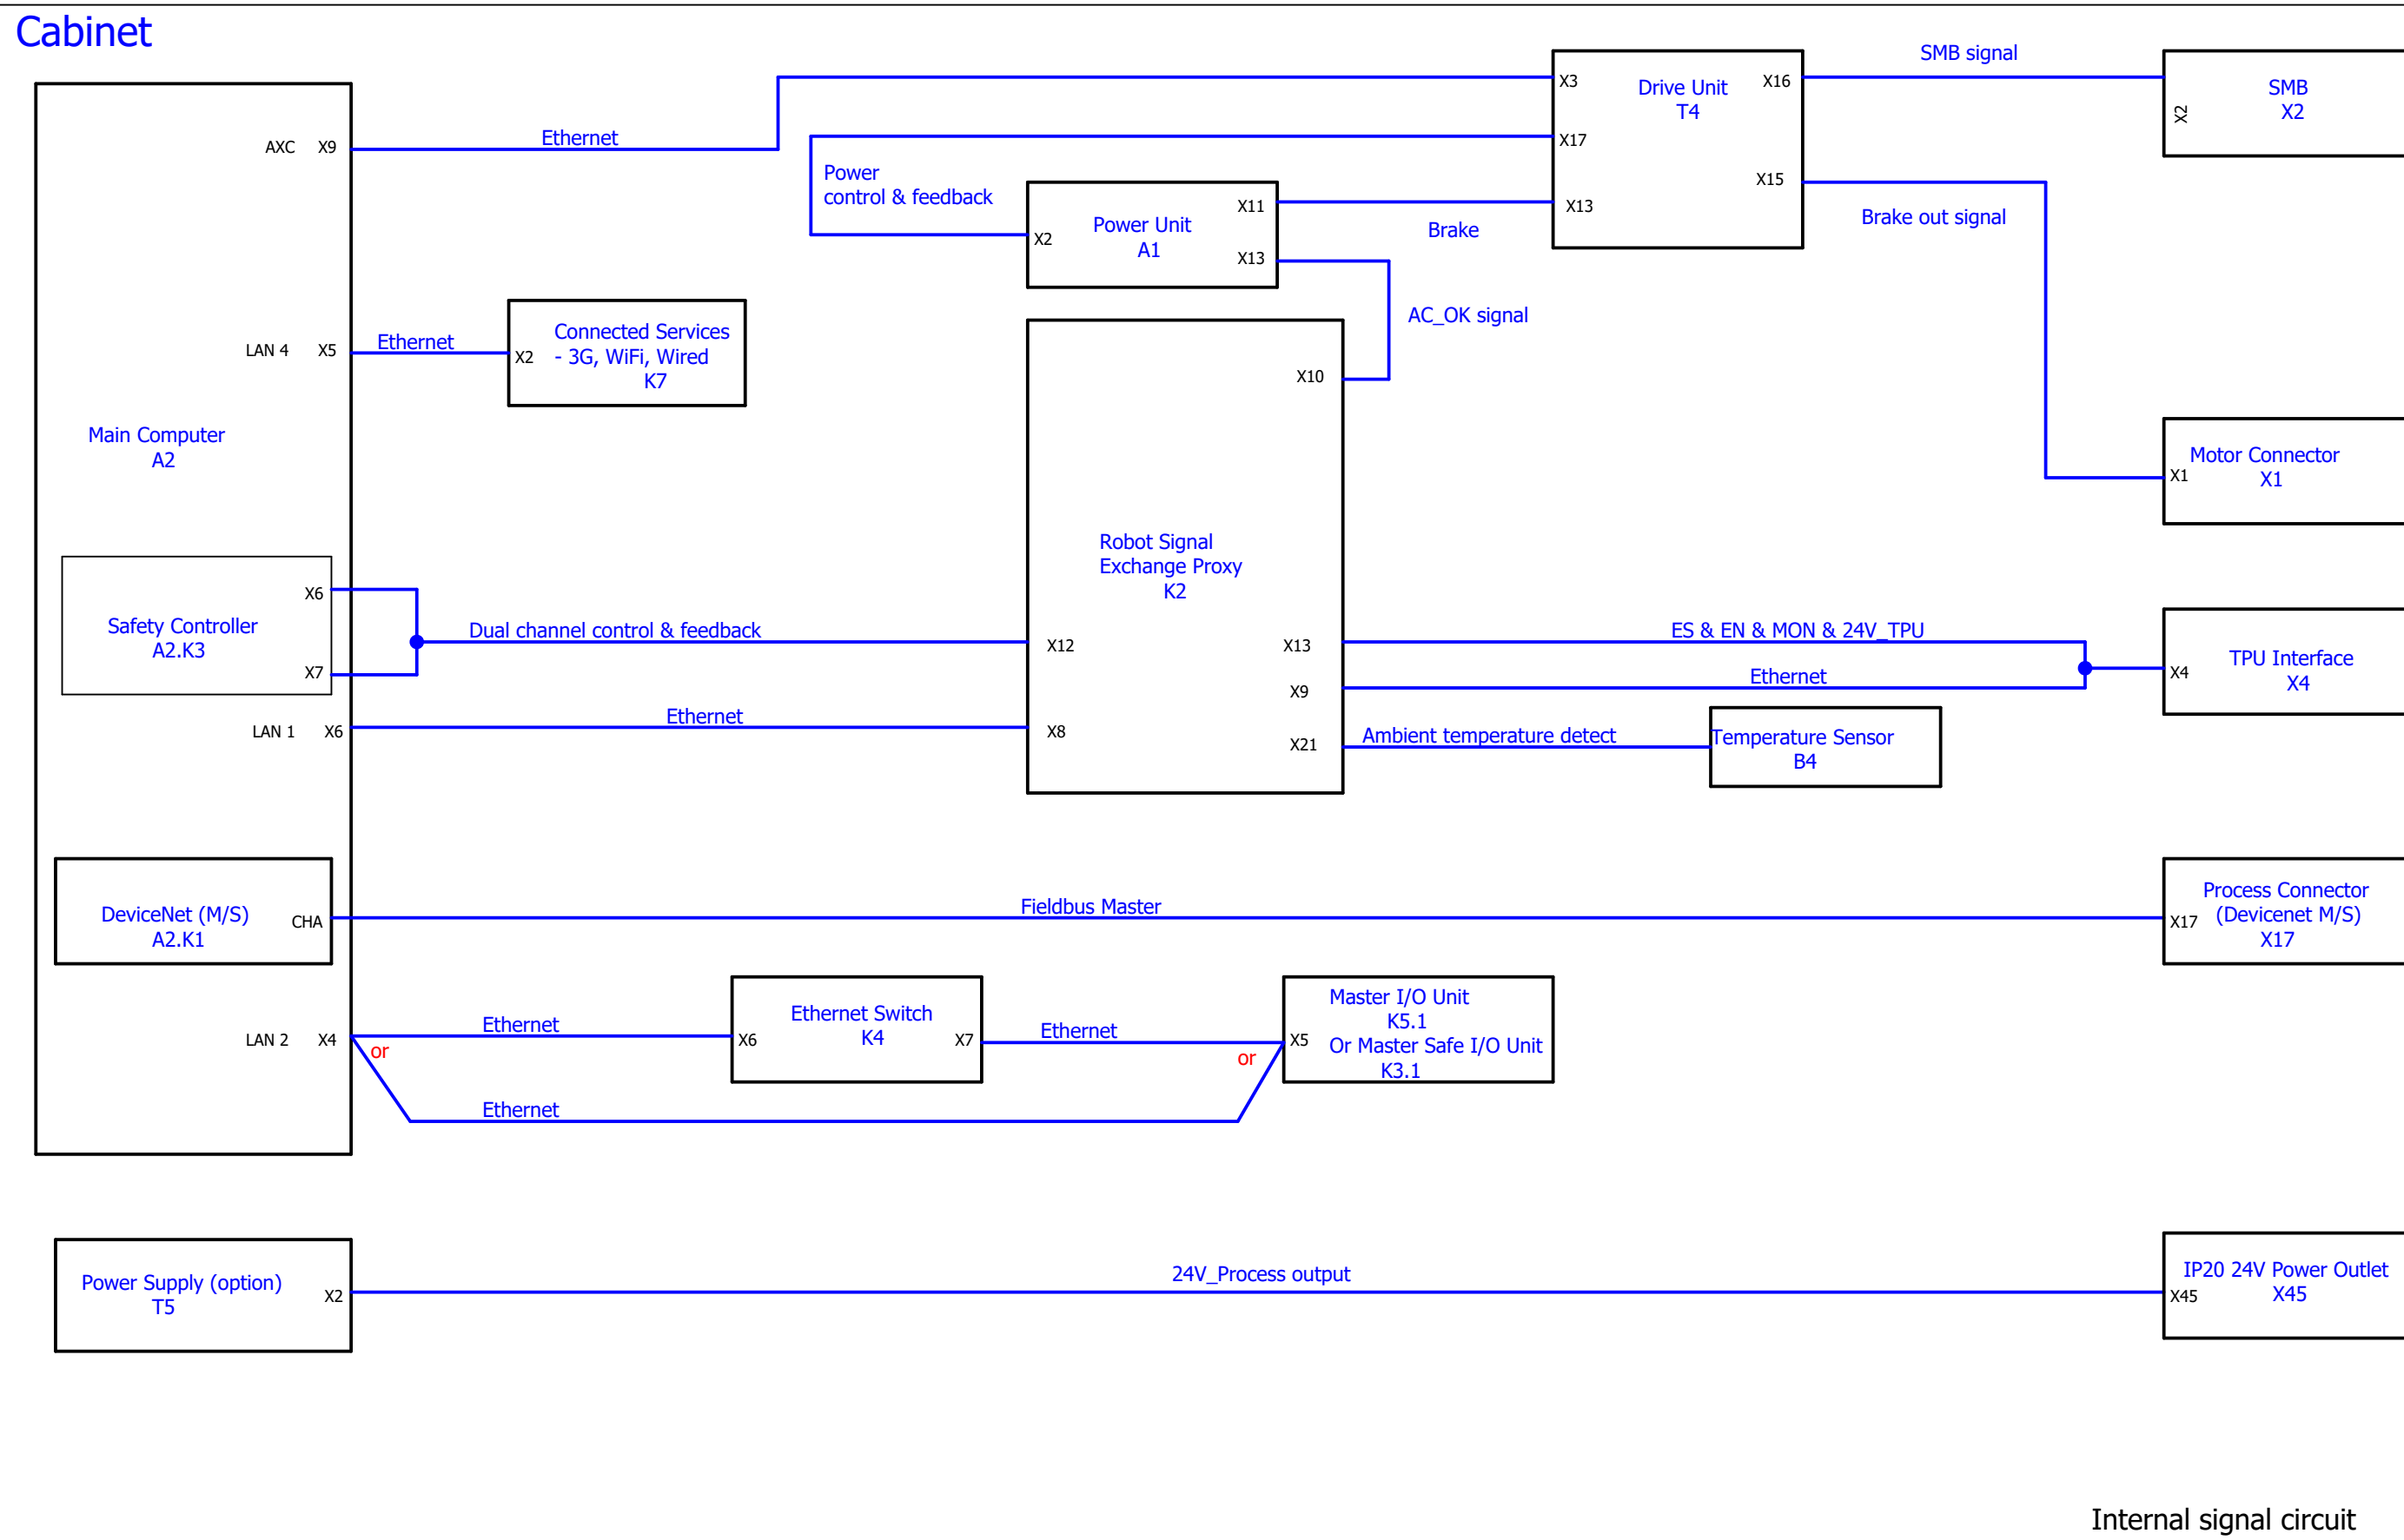 Cabinet
SMB signal
X3
Drive Unit
T4
X16
SMB
X2
X2
AXC X9
Ethernet
X17
Power
control & feedback
X15
X11
X13
Power Unit
A1
X2
X13
Brake
Brake out signal
AC_OK signal
LAN 4 X5
Ethernet
X2
Connected Services
- 3G, WiFi, Wired
K7
X10
Main Computer
A2
Motor Connector
X1
X1
Robot Signal
Exchange Proxy
K2
X6
Safety Controller
A2.K3
X7
Dual channel control & feedback
X12
X13
ES & EN & MON & 24V_TPU
X9
Ethernet
TPU Interface
X4
X4
LAN 1 X6
Ethernet
X8
X21
Ambient temperature detect
Temperature Sensor
B4
DeviceNet (M/S)
A2.K1
CHA
Fieldbus Master
Process Connector
(Devicenet M/S)
X17
X17
LAN 2 X4
or
Ethernet
X6
Ethernet Switch
K4
X7
Ethernet
or
X5
Master I/O Unit
K5.1
Or Master Safe I/O Unit
K3.1
Ethernet
Power Supply (option)
T5
X2
24V_Process output
IP20 24V Power Outlet
X45
X45
Internal signal circuit